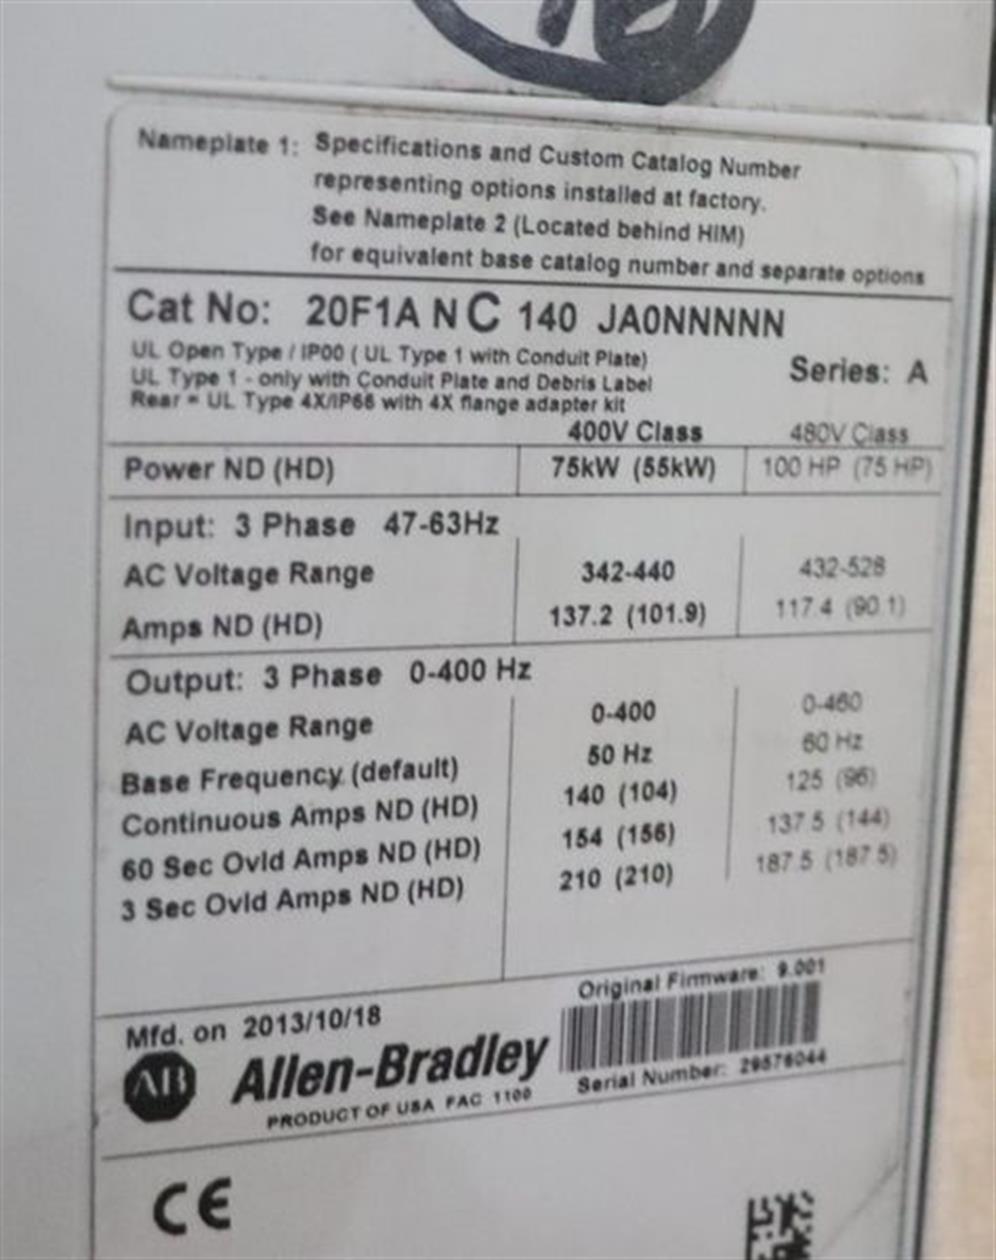 Nameplate 1: Specifications and Custom Catalog Number
representing options installed at factory.
See Nameplate 2 (Located behind HIM)
for equivalent base catalog number and separate options
Cat No: 20F1A N C 140 JA0NNNNN
UL Open Type / IP00 ( UL Type 1 with Conduit Plate)
UL Type 1 - only with Conduit Plate and Debris Label
Rear = UL Type 4X/IP66 with 4X flange adapter kit
Series: A
400V Class 480V Class
Power ND (HD) 75kW (55kW) 100 HP (75 HP)
Input: 3 Phase 47-63Hz
AC Voltage Range 342-440 432-528
Amps ND (HD) 137.2 (101.9) 117.4 (90.1)
Output: 3 Phase 0-400 Hz
AC Voltage Range 0-400 0-460
Base Frequency (default) 50 Hz 60 Hz
Continuous Amps ND (HD) 140 (104) 125 (96)
60 Sec Ovld Amps ND (HD) 154 (156) 137.5 (144)
3 Sec Ovld Amps ND (HD) 210 (210) 187.5 (187.5)
Original Firmware: 9.001
Mfd. on 2013/10/18
AB Allen-Bradley
Serial Number: 29576044
PRODUCT OF USA FAC 1100
CE